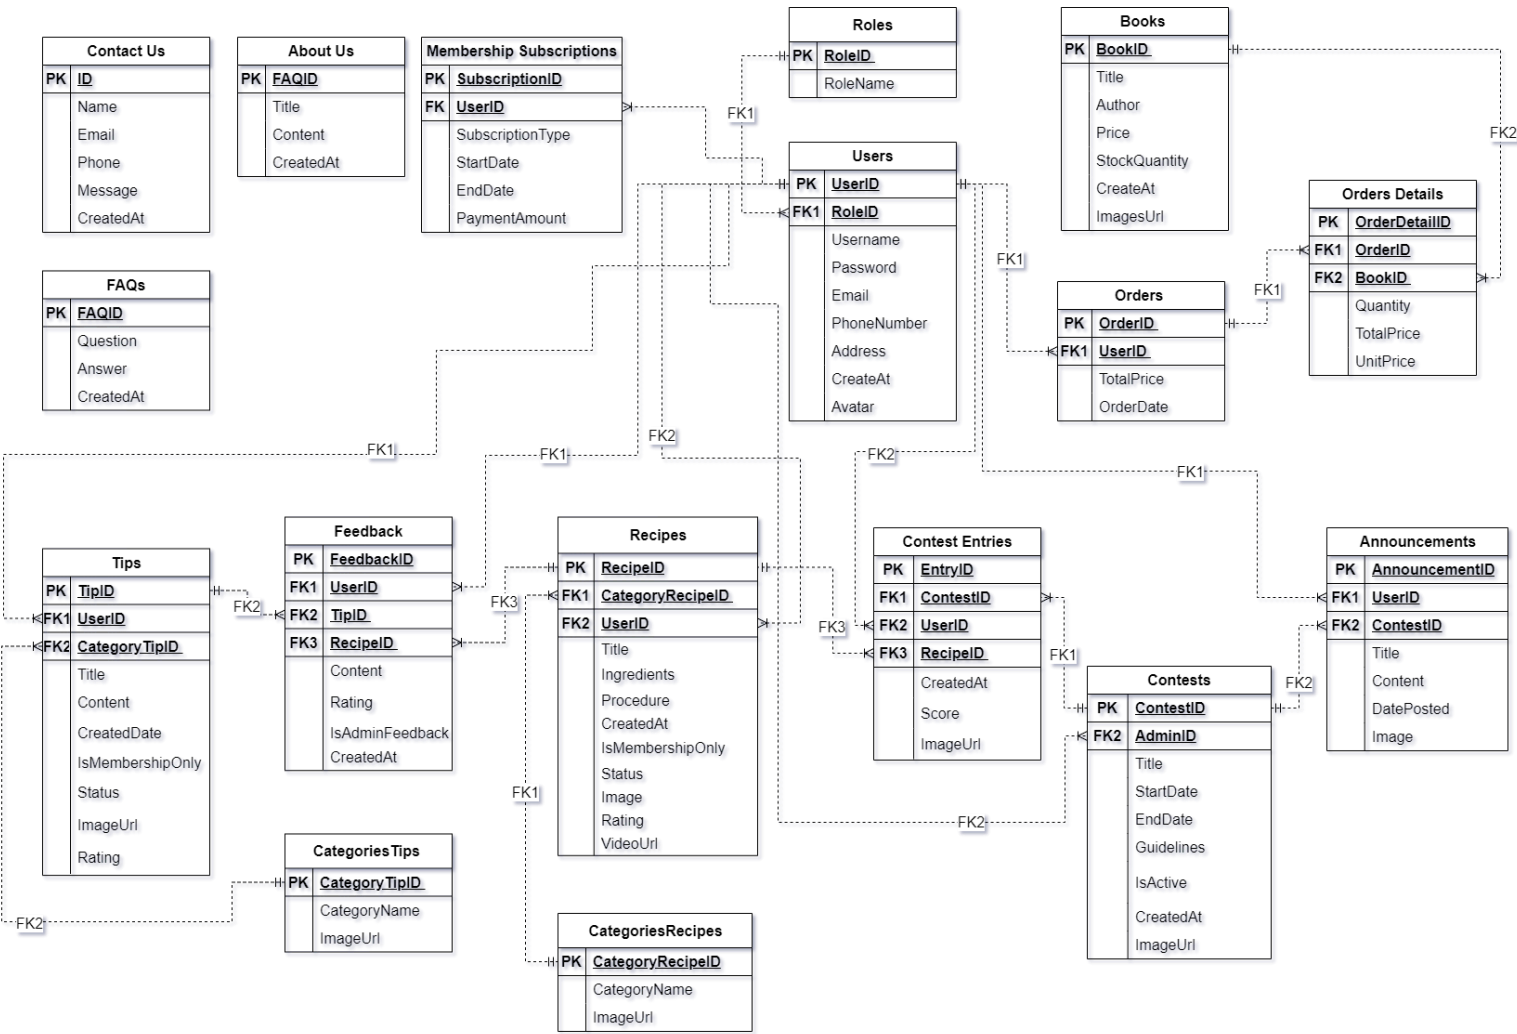 Contact Us
PK ID
Name
Email
Phone
Message
CreatedAt
About Us
PK FAQID
Title
Content
CreatedAt
Membership Subscriptions
PK SubscriptionID
FK UserID
SubscriptionType
StartDate
EndDate
PaymentAmount
Roles
PK RoleID
RoleName
FK1
Books
PK BookID
Title
Author
Price
StockQuantity
CreateAt
ImagesUrl
FK2
Users
PK UserID
FK1 RoleID
Username
Password
Email
PhoneNumber
Address
CreateAt
Avatar
Orders Details
PK OrderDetailID
FK1 OrderID
FK2 BookID
Quantity
TotalPrice
UnitPrice
FK1
FK1
Orders
PK OrderID
FK1 UserID
TotalPrice
OrderDate
FAQs
PK FAQID
Question
Answer
CreatedAt
FK1
FK1
FK2
FK2
FK1
Tips
PK TipID
FK1 UserID
FK2 CategoryTipID
Title
Content
CreatedDate
IsMembershipOnly
Status
ImageUrl
Rating
FK2
Feedback
PK FeedbackID
FK1 UserID
FK2 TipID
FK3 RecipeID
Content
Rating
IsAdminFeedback
CreatedAt
FK3
Recipes
PK RecipeID
FK1 CategoryRecipeID
FK2 UserID
Title
Ingredients
Procedure
CreatedAt
IsMembershipOnly
Status
Image
Rating
VideoUrl
FK3
Contest Entries
PK EntryID
FK1 ContestID
FK2 UserID
FK3 RecipeID
CreatedAt
Score
ImageUrl
FK1
Contests
PK ContestID
FK2 AdminID
Title
StartDate
EndDate
Guidelines
IsActive
CreatedAt
ImageUrl
FK2
Announcements
PK AnnouncementID
FK1 UserID
FK2 ContestID
Title
Content
DatePosted
Image
FK1
FK2
CategoriesTips
PK CategoryTipID
CategoryName
ImageUrl
FK2
CategoriesRecipes
PK CategoryRecipeID
CategoryName
ImageUrl